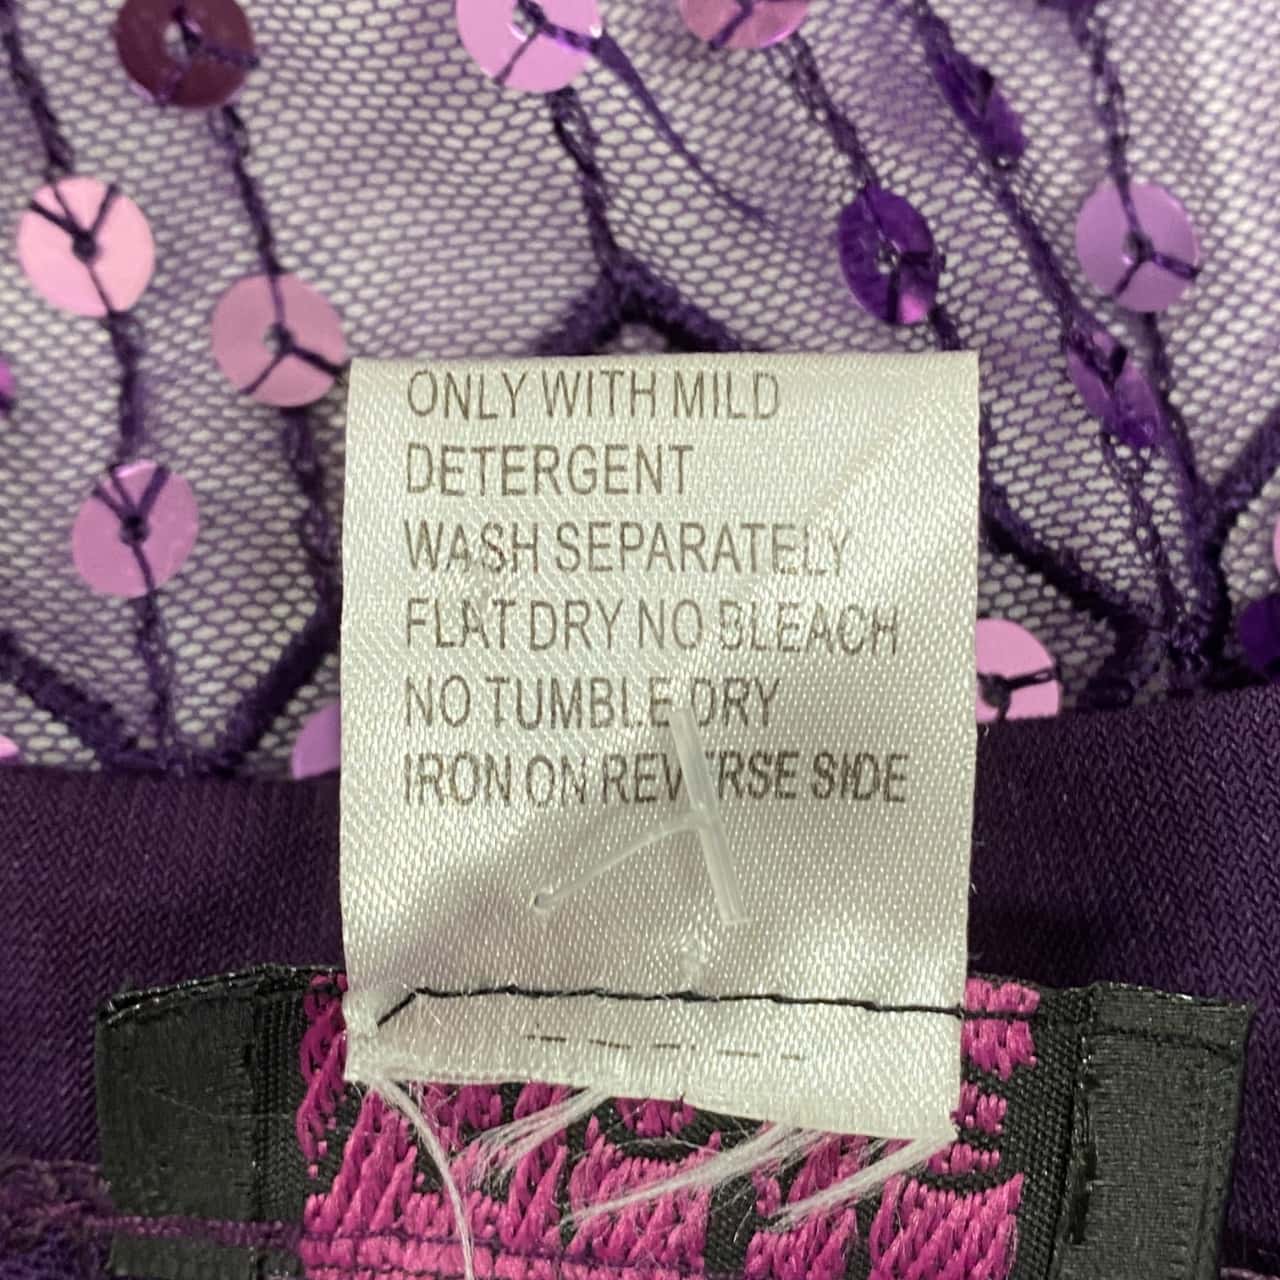 ONLY WITH MILD
DETERGENT
WASH SEPARATELY
FLAT DRY NO BLEACH
NO TUMBLE DRY
IRON ON REVERSE SIDE